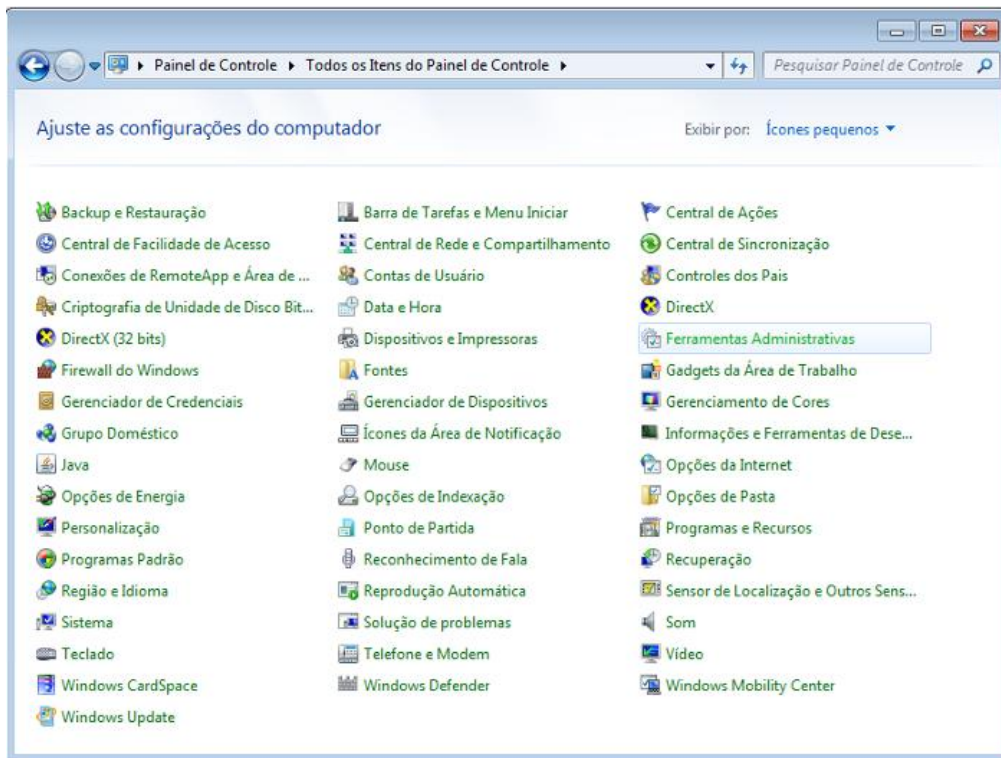 Painel de Controle Todos os Itens do Painel de Controle Pesquisar Painel de Controle
Ajuste as configurações do computador Exibir por: Ícones pequenos
Backup e Restauração Barra de Tarefas e Menu Iniciar Central de Ações
Central de Facilidade de Acesso Central de Rede e Compartilhamento Central de Sincronização
Conexões de RemoteApp e Área de ... Contas de Usuário Controles dos Pais
Criptografia de Unidade de Disco Bit... Data e Hora DirectX
DirectX (32 bits) Dispositivos e Impressoras Ferramentas Administrativas
Firewall do Windows Fontes Gadgets da Área de Trabalho
Gerenciador de Credenciais Gerenciador de Dispositivos Gerenciamento de Cores
Grupo Doméstico Ícones da Área de Notificação Informações e Ferramentas de Dese...
Java Mouse Opções da Internet
Opções de Energia Opções de Indexação Opções de Pasta
Personalização Ponto de Partida Programas e Recursos
Programas Padrão Reconhecimento de Fala Recuperação
Região e Idioma Reprodução Automática Sensor de Localização e Outros Sens...
Sistema Solução de problemas Som
Teclado Telefone e Modem Vídeo
Windows CardSpace Windows Defender Windows Mobility Center
Windows Update